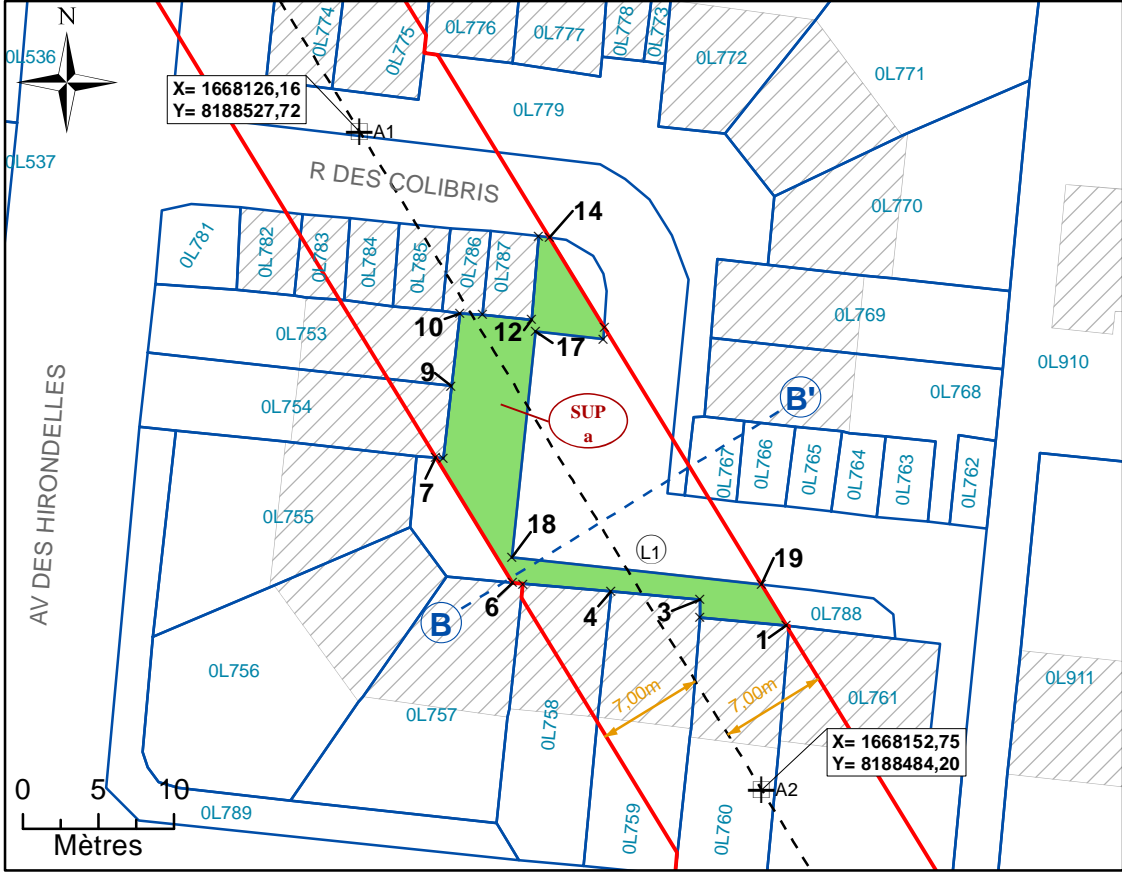 N
0L536
0L774
0L775
0L776
0L777
0L778
0L773
0L772
0L771
X= 1668126,16
Y= 8188527,72
A1
0L779
0L537
R DES COLIBRIS
0L770
14
0L781
0L782
0L783
0L784
0L785
0L786
0L787
10
12
17
0L753
0L769
0L910
9
0L754
0L768
SUP
a
B'
AV DES HIRONDELLES
7
0L767
0L766
0L765
0L764
0L763
0L762
0L755
18
L1
19
6
4
3
1
0L788
B
0L756
0L757
0L758
7,00m
7,00m
0L761
0L911
X= 1668152,75
Y= 8188484,20
A2
0 5 10
Mètres
0L789
0L759
0L760